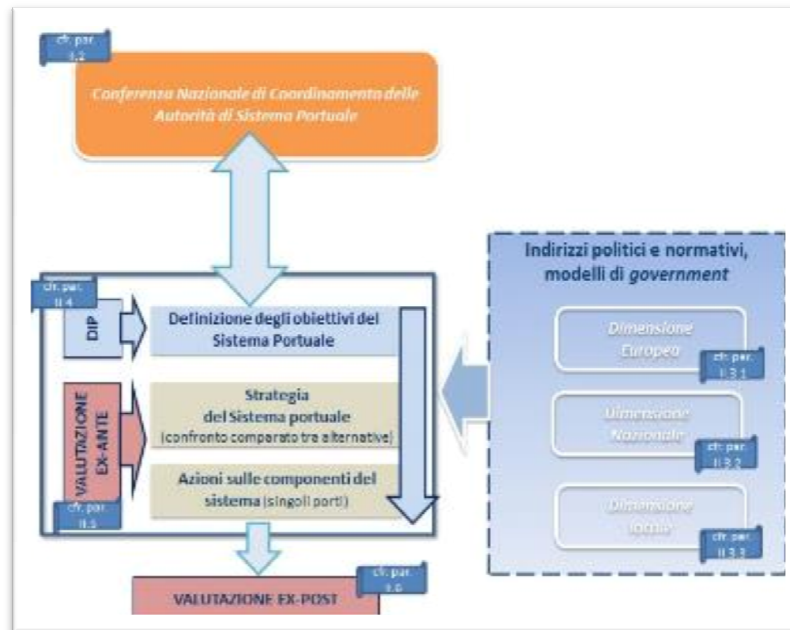 cfr. par.
II.2
Conferenza Nazionale di Coordinamento delle
Autorità di Sistema Portuale
Indirizzi politici e normativi,
modelli di government
cfr. par.
II.4
DIP
Definizione degli obiettivi del
Sistema Portuale
Dimensione
Europea
cfr. par.
II.3.1
VALUTAZIONE
EX-ANTE
Strategia
del Sistema portuale
(confronto comparato tra alternative)
Dimensione
Nazionale
cfr. par.
II.3.2
Azioni sulle componenti del
sistema (singoli porti)
cfr. par.
II.5
Dimensione
locale
cfr. par.
II.3.3
cfr. par.
II.6
VALUTAZIONE EX-POST